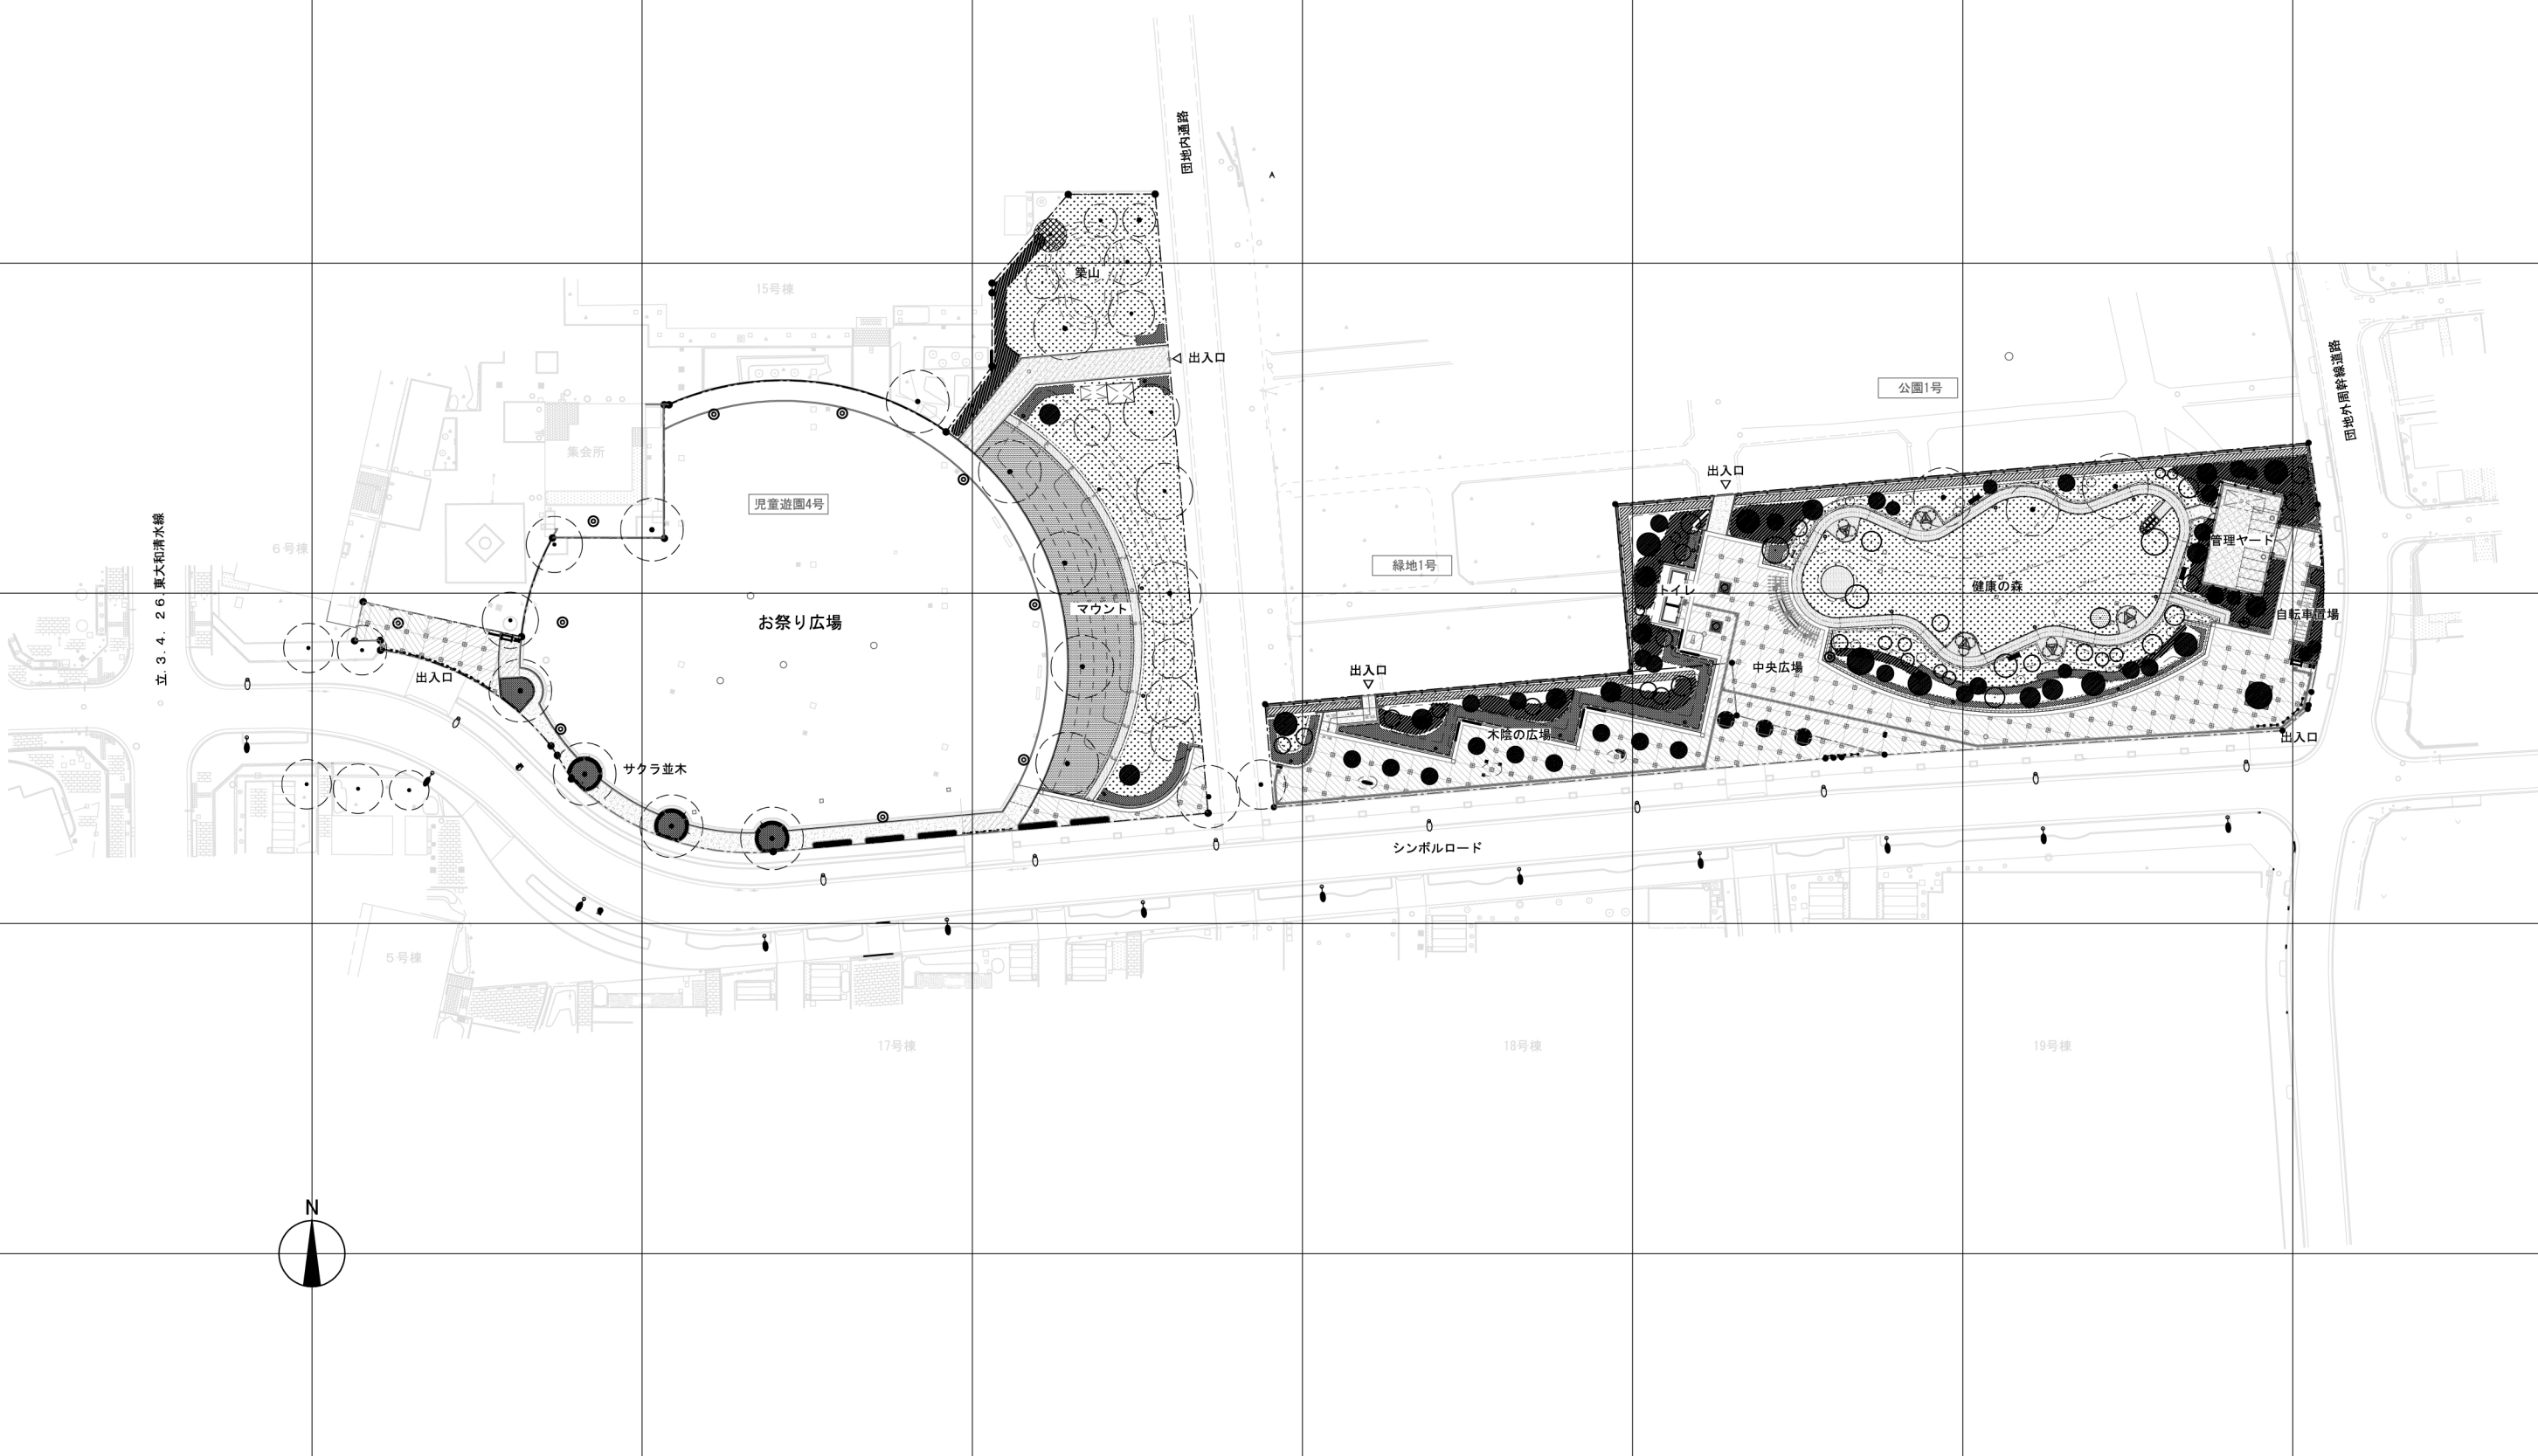 団地内通路
築山
15号棟
出入口
団地外周幹線道路
公園1号
集会所
出入口
児童遊園4号
立.3.4.26.東大和清水線
6号棟
緑地1号
管理ヤード
トイレ
健康の森
マウント
自転車置場
お祭り広場
出入口
中央広場
出入口
木陰の広場
出入口
サクラ並木
シンボルロード
5号棟
17号棟
18号棟
19号棟
N